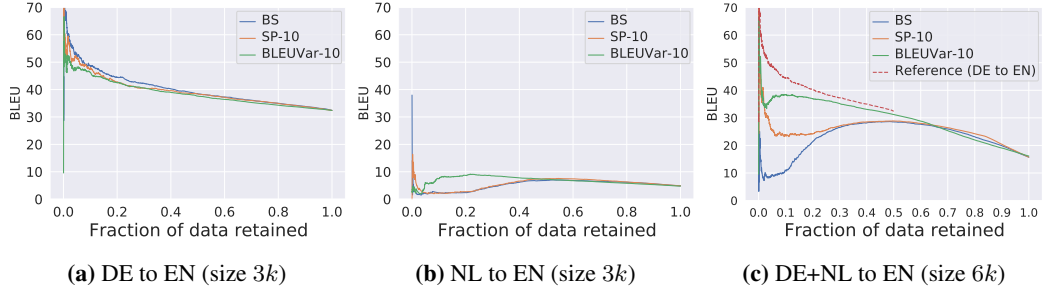 70
60
50
40
30
20
10
0
BLEU
BS
SP-10
BLEUVar-10
0.0 0.2 0.4 0.6 0.8 1.0
Fraction of data retained
(a) DE to EN (size 3k)
70
60
50
40
30
20
10
0
BLEU
BS
SP-10
BLEUVar-10
0.0 0.2 0.4 0.6 0.8 1.0
Fraction of data retained
(b) NL to EN (size 3k)
70
60
50
40
30
20
10
0
BLEU
BS
SP-10
BLEUVar-10
Reference (DE to EN)
0.0 0.1 0.2 0.3 0.4 0.5 0.6 0.7 0.8 0.9 1.0
Fraction of data retained
(c) DE+NL to EN (size 6k)